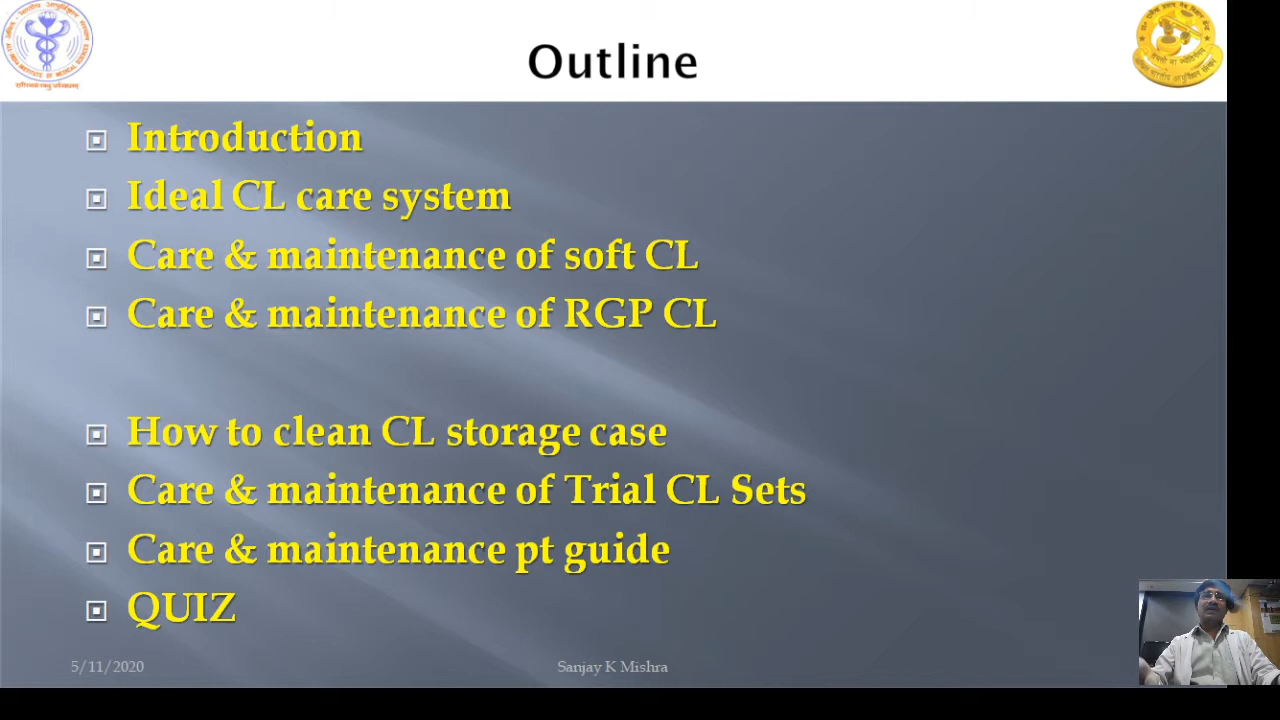 Outline
Introduction
Ideal CL care system
Care & maintenance of soft CL
Care & maintenance of RGP CL
How to clean CL storage case
Care & maintenance of Trial CL Sets
Care & maintenance pt guide
QUIZ
5/11/2020
Sanjay K Mishra